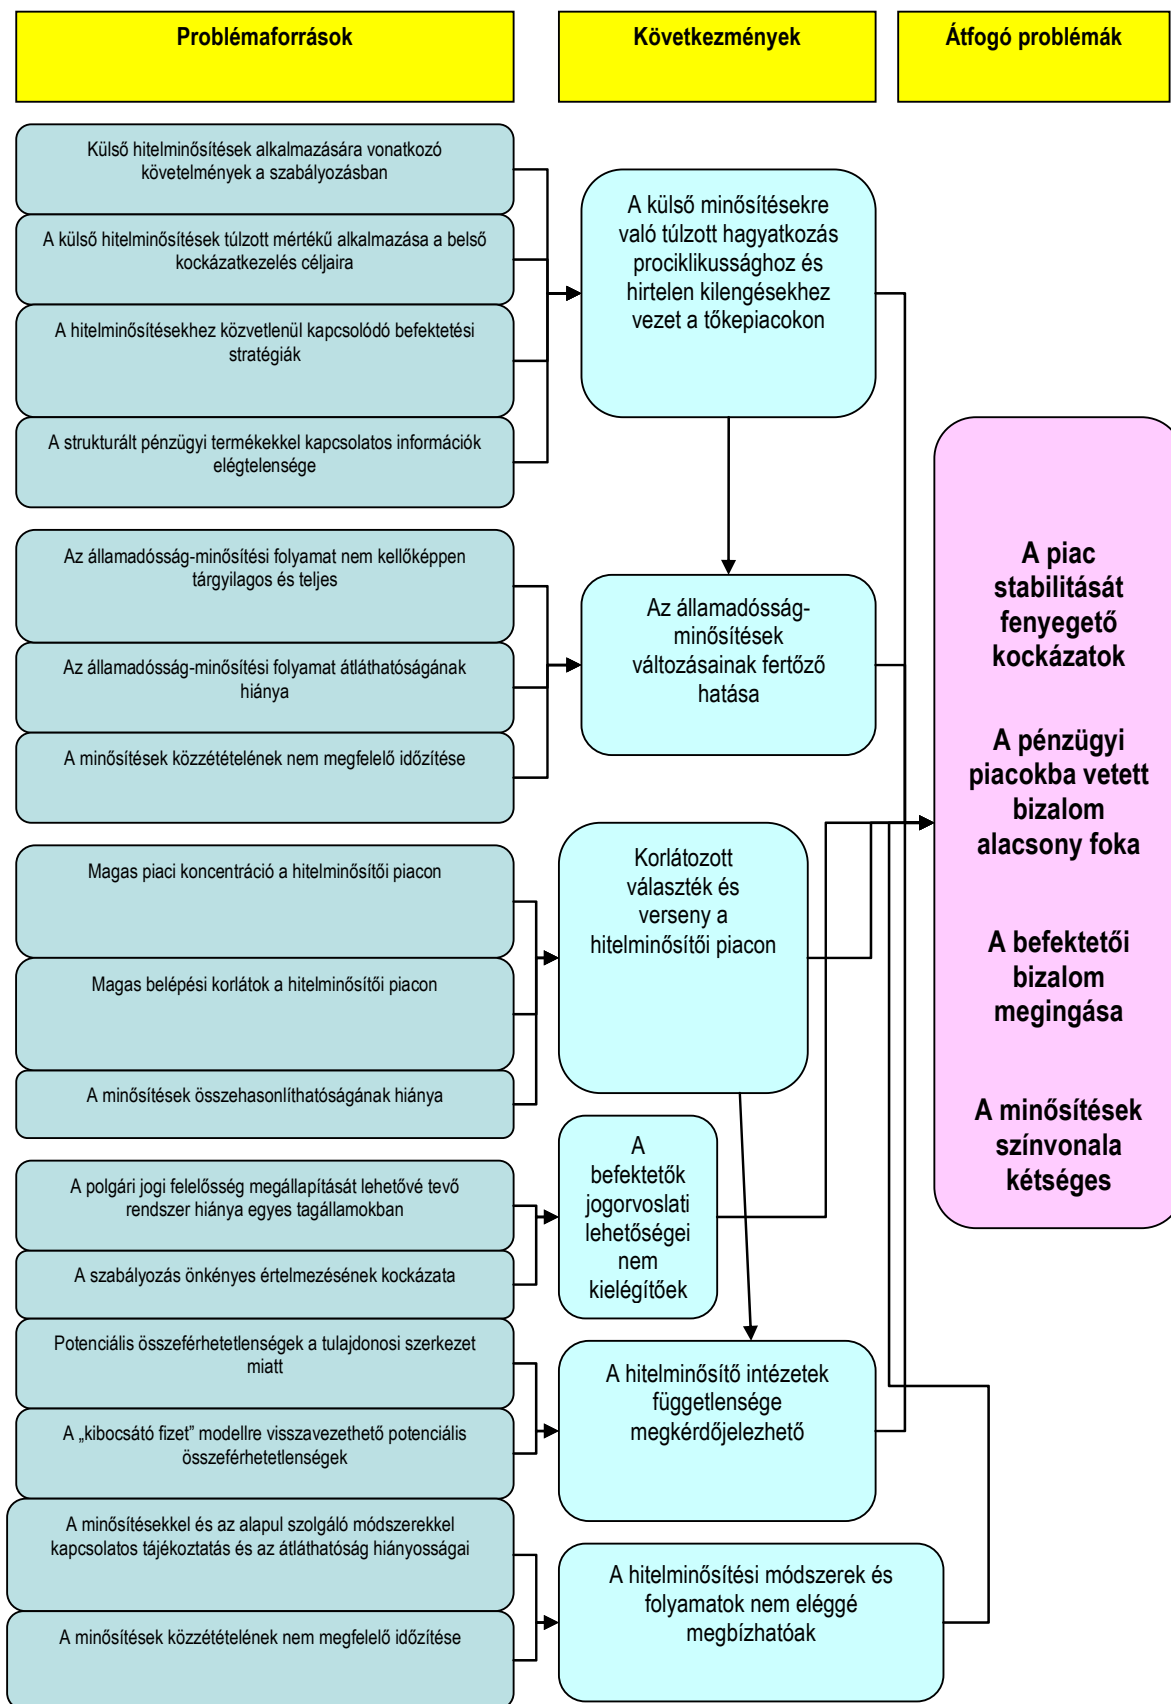 Problémaforrások
Következmények
Átfogó problémák
Külső hitelminősítések alkalmazására vonatkozó
követelmények a szabályozásban
A külső hitelminősítések túlzott mértékű alkalmazása a belső
kockázatkezelés céljaira
A hitelminősítésekhez közvetlenül kapcsolódó befektetési
stratégiák
A strukturált pénzügyi termékekkel kapcsolatos információk
elégtelensége
A külső minősítésekre
való túlzott hagyatkozás
prociklikussághoz és
hirtelen kilengésekhez
vezet a tőkepiacokon
Az államadósság-minősítési folyamat nem kellőképpen
tárgyilagos és teljes
Az államadósság-minősítési folyamat átláthatóságának
hiánya
A minősítések közzétételének nem megfelelő időzítése
Az államadósság-
minősítések
változásainak fertőző
hatása
Magas piaci koncentráció a hitelminősítői piacon
Magas belépési korlátok a hitelminősítői piacon
A minősítések összehasonlíthatóságának hiánya
Korlátozott
választék és
verseny a
hitelminősítői piacon
A polgári jogi felelősség megállapítását lehetővé tevő
rendszer hiánya egyes tagállamokban
A szabályozás önkényes értelmezésének kockázata
A
befektetők
jogorvoslati
lehetőségei
nem
kielégítőek
Potenciális összeférhetetlenségek a tulajdonosi szerkezet
miatt
A „kibocsátó fizet” modellre visszavezethető potenciális
összeférhetetlenségek
A hitelminősítő intézetek
függetlensége
megkérdőjelezhető
A minősítésekkel és az alapul szolgáló módszerekkel
kapcsolatos tájékoztatás és az átláthatóság hiányosságai
A minősítések közzétételének nem megfelelő időzítése
A hitelminősítési módszerek és
folyamatok nem eléggé
megbízhatóak
A piac
stabilitását
fenyegető
kockázatok
A pénzügyi
piacokba vetett
bizalom
alacsony foka
A befektetői
bizalom
megingása
A minősítések
színvonala
kétséges